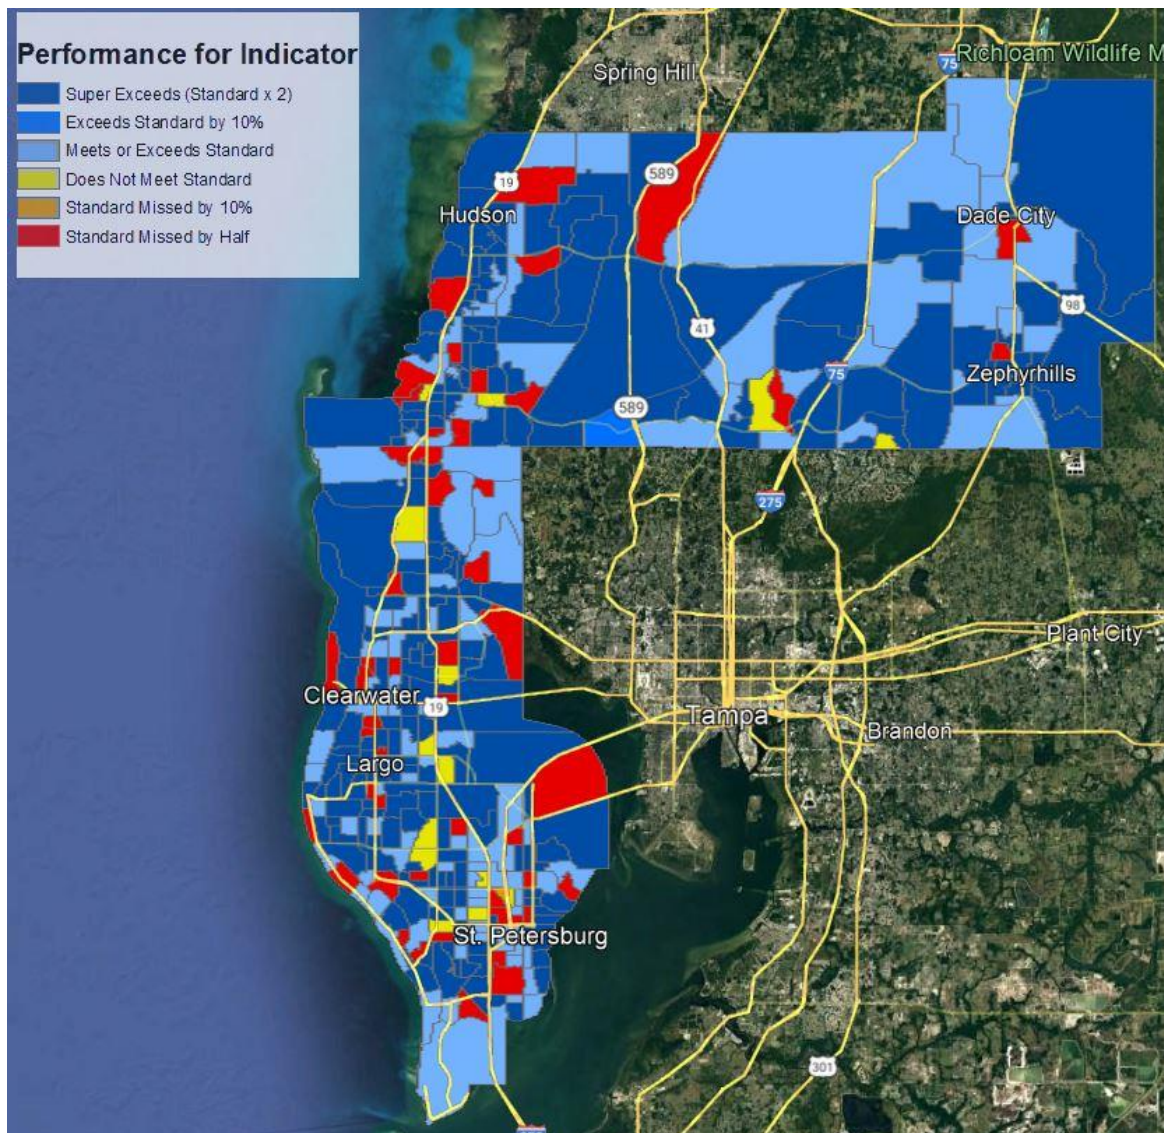 Performance for Indicator
Super Exceeds (Standard x 2)
Exceeds Standard by 10%
Meets or Exceeds Standard
Does Not Meet Standard
Standard Missed by 10%
Standard Missed by Half
Spring Hill
75
Richloam Wildlife M
19
589
Hudson
Dade City
98
41
75
Zephyrhills
589
275
Plant City
Clearwater
19
Tampa
Brandon
Largo
St. Petersburg
301